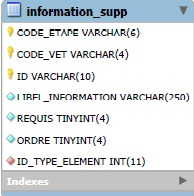 information_supp
CODE_ETAPE VARCHAR(6)
CODE_VET VARCHAR(4)
ID VARCHAR(10)
LIBEL_INFORMATION VARCHAR(250)
REQUIS TINYINT(4)
ORDRE TINYINT(4)
ID_TYPE_ELEMENT INT(11)
Indexes